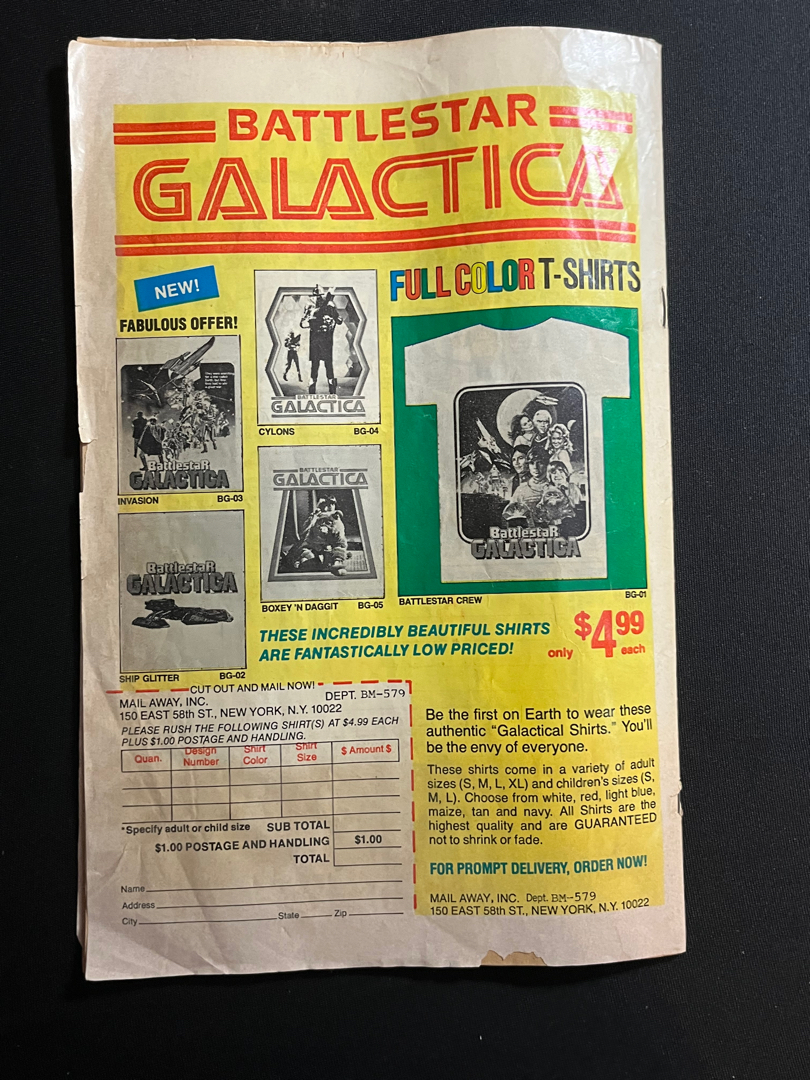 BATTLESTAR
GALACTICA
NEW!
FABULOUS OFFER!
FULL COLOR T-SHIRTS
BattlestaR
GALACTICA
INVASION BG-03
BATTLESTAR
GALACTICA
CYLONS BG-04
BattlestaR
GALACTICA
SHIP GLITTER BG-02
BATTLESTAR
GALACTICA
BOXEY 'N DAGGIT BG-05
BattlestaR
GALACTICA
BATTLESTAR CREW BG-01
THESE INCREDIBLY BEAUTIFUL SHIRTS
ARE FANTASTICALLY LOW PRICED!
only $4.99 each
CUT OUT AND MAIL NOW!
MAIL AWAY, INC. DEPT. BM-579
150 EAST 58th ST., NEW YORK, N.Y. 10022
PLEASE RUSH THE FOLLOWING SHIRT(S) AT $4.99 EACH
PLUS $1.00 POSTAGE AND HANDLING.
Quan. Design Number Shirt Color Shirt Size $ Amount $
*Specify adult or child size SUB TOTAL
$1.00 POSTAGE AND HANDLING $1.00
TOTAL
Name
Address
City State Zip
Be the first on Earth to wear these
authentic "Galactical Shirts." You'll
be the envy of everyone.
These shirts come in a variety of adult
sizes (S, M, L, XL) and children's sizes (S,
M, L). Choose from white, red, light blue,
maize, tan and navy. All Shirts are the
highest quality and are GUARANTEED
not to shrink or fade.
FOR PROMPT DELIVERY, ORDER NOW!
MAIL AWAY, INC. Dept. BM-579
150 EAST 58th ST., NEW YORK, N.Y. 10022